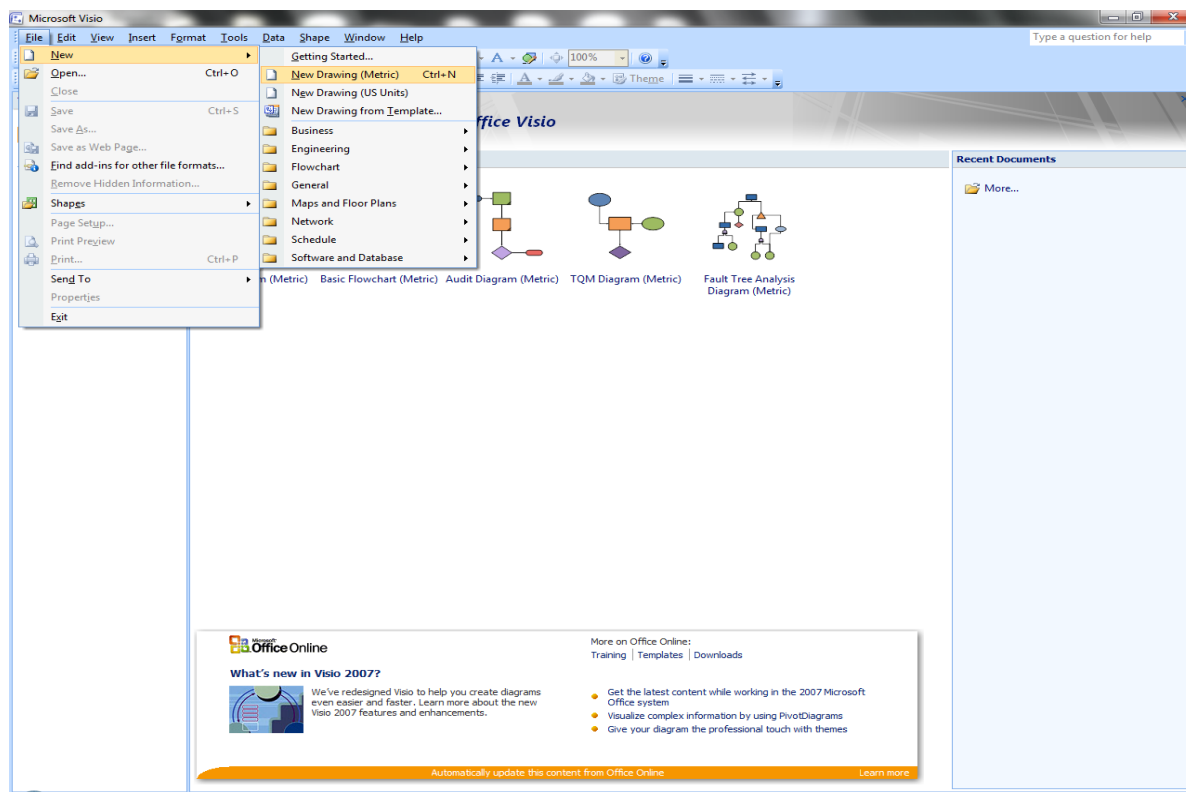 Microsoft Visio
File Edit View Insert Format Tools Data Shape Window Help
Type a question for help
New
Open... Ctrl+O
Close
Save Ctrl+S
Save As...
Save as Web Page...
Find add-ins for other file formats...
Remove Hidden Information...
Shapes
Page Setup...
Print Preview
Print... Ctrl+P
Send To
Properties
Exit
Getting Started...
New Drawing (Metric) Ctrl+N
New Drawing (US Units)
New Drawing from Template...
Business
Engineering
Flowchart
General
Maps and Floor Plans
Network
Schedule
Software and Database
A 100%
A Theme
ffice Visio
Recent Documents
More...
(Metric)
Basic Flowchart (Metric)
Audit Diagram (Metric)
TQM Diagram (Metric)
Fault Tree Analysis
Diagram (Metric)
Microsoft
Office Online
What's new in Visio 2007?
We've redesigned Visio to help you create diagrams
even easier and faster. Learn more about the new
Visio 2007 features and enhancements.
More on Office Online:
Training | Templates | Downloads
Get the latest content while working in the 2007 Microsoft
Office system
Visualize complex information by using PivotDiagrams
Give your diagram the professional touch with themes
Automatically update this content from Office Online
Learn more